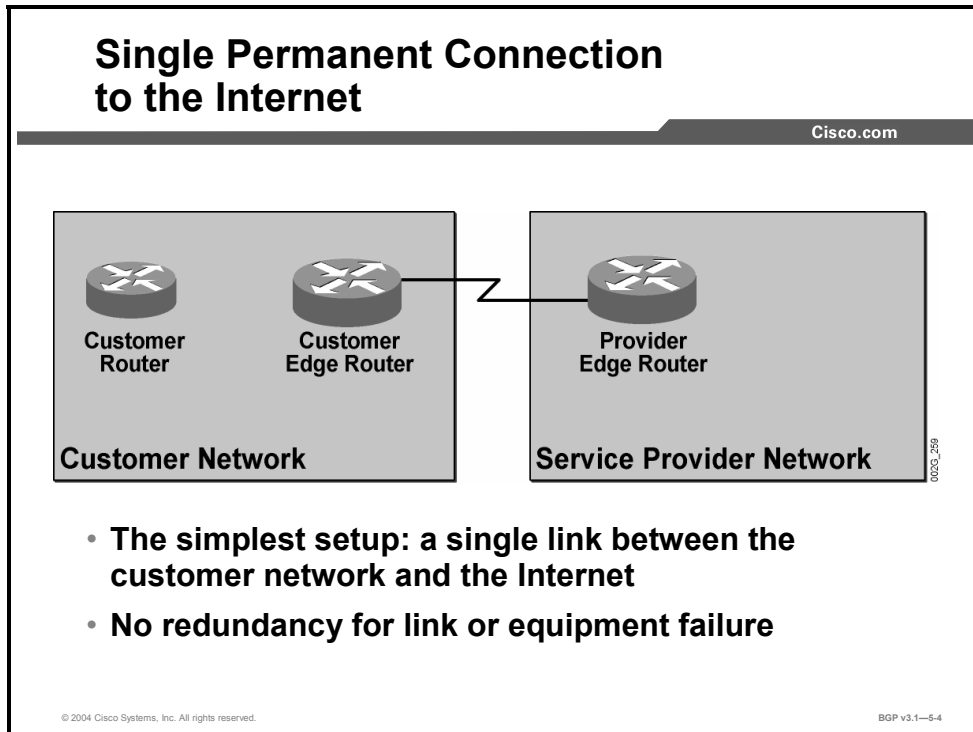 Single Permanent Connection
to the Internet
Cisco.com
Customer
Router
Customer
Edge Router
Provider
Edge Router
Customer Network
Service Provider Network
002G_259
• The simplest setup: a single link between the
customer network and the Internet
• No redundancy for link or equipment failure
© 2004 Cisco Systems, Inc. All rights reserved.
BGP v3.1—5-4